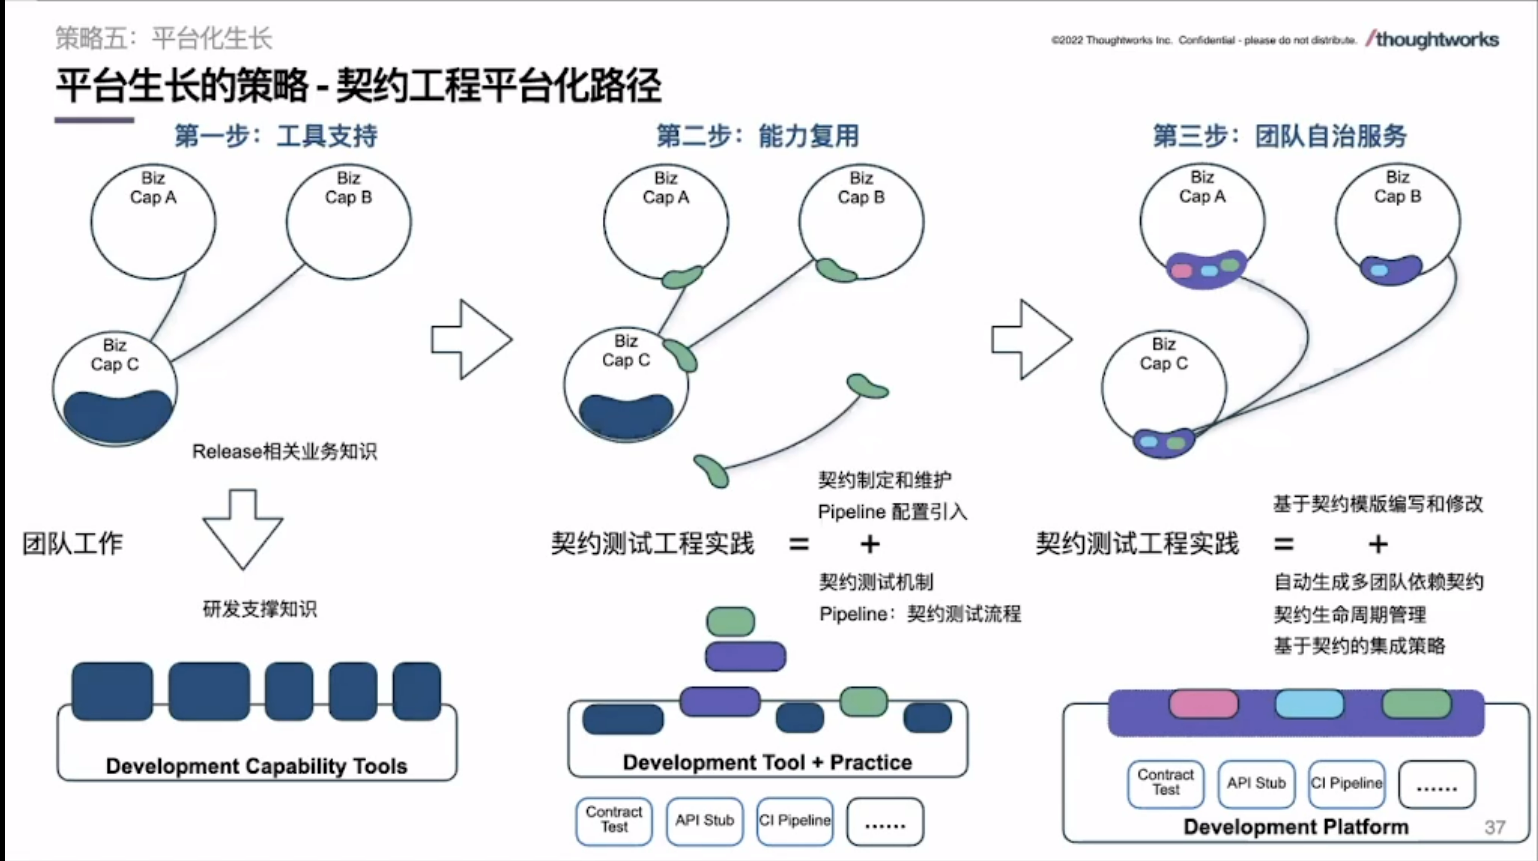 策略五：平台化生长
©2022 Thoughtworks Inc. Confidential - please do not distribute.
/thoughtworks
平台生长的策略 - 契约工程平台化路径
第一步：工具支持
Biz
Cap A
Biz
Cap B
Biz
Cap C
Release相关业务知识
团队工作
研发支撑知识
Development Capability Tools
第二步：能力复用
Biz
Cap A
Biz
Cap B
Biz
Cap C
契约制定和维护
Pipeline 配置引入
契约测试工程实践 = +
契约测试机制
Pipeline：契约测试流程
Development Tool + Practice
Contract
Test
API Stub
CI Pipeline
......
第三步：团队自治服务
Biz
Cap A
Biz
Cap B
Biz
Cap C
基于契约模版编写和修改
契约测试工程实践 = +
自动生成多团队依赖契约
契约生命周期管理
基于契约的集成策略
Contract
Test
API Stub
CI Pipeline
......
Development Platform
37